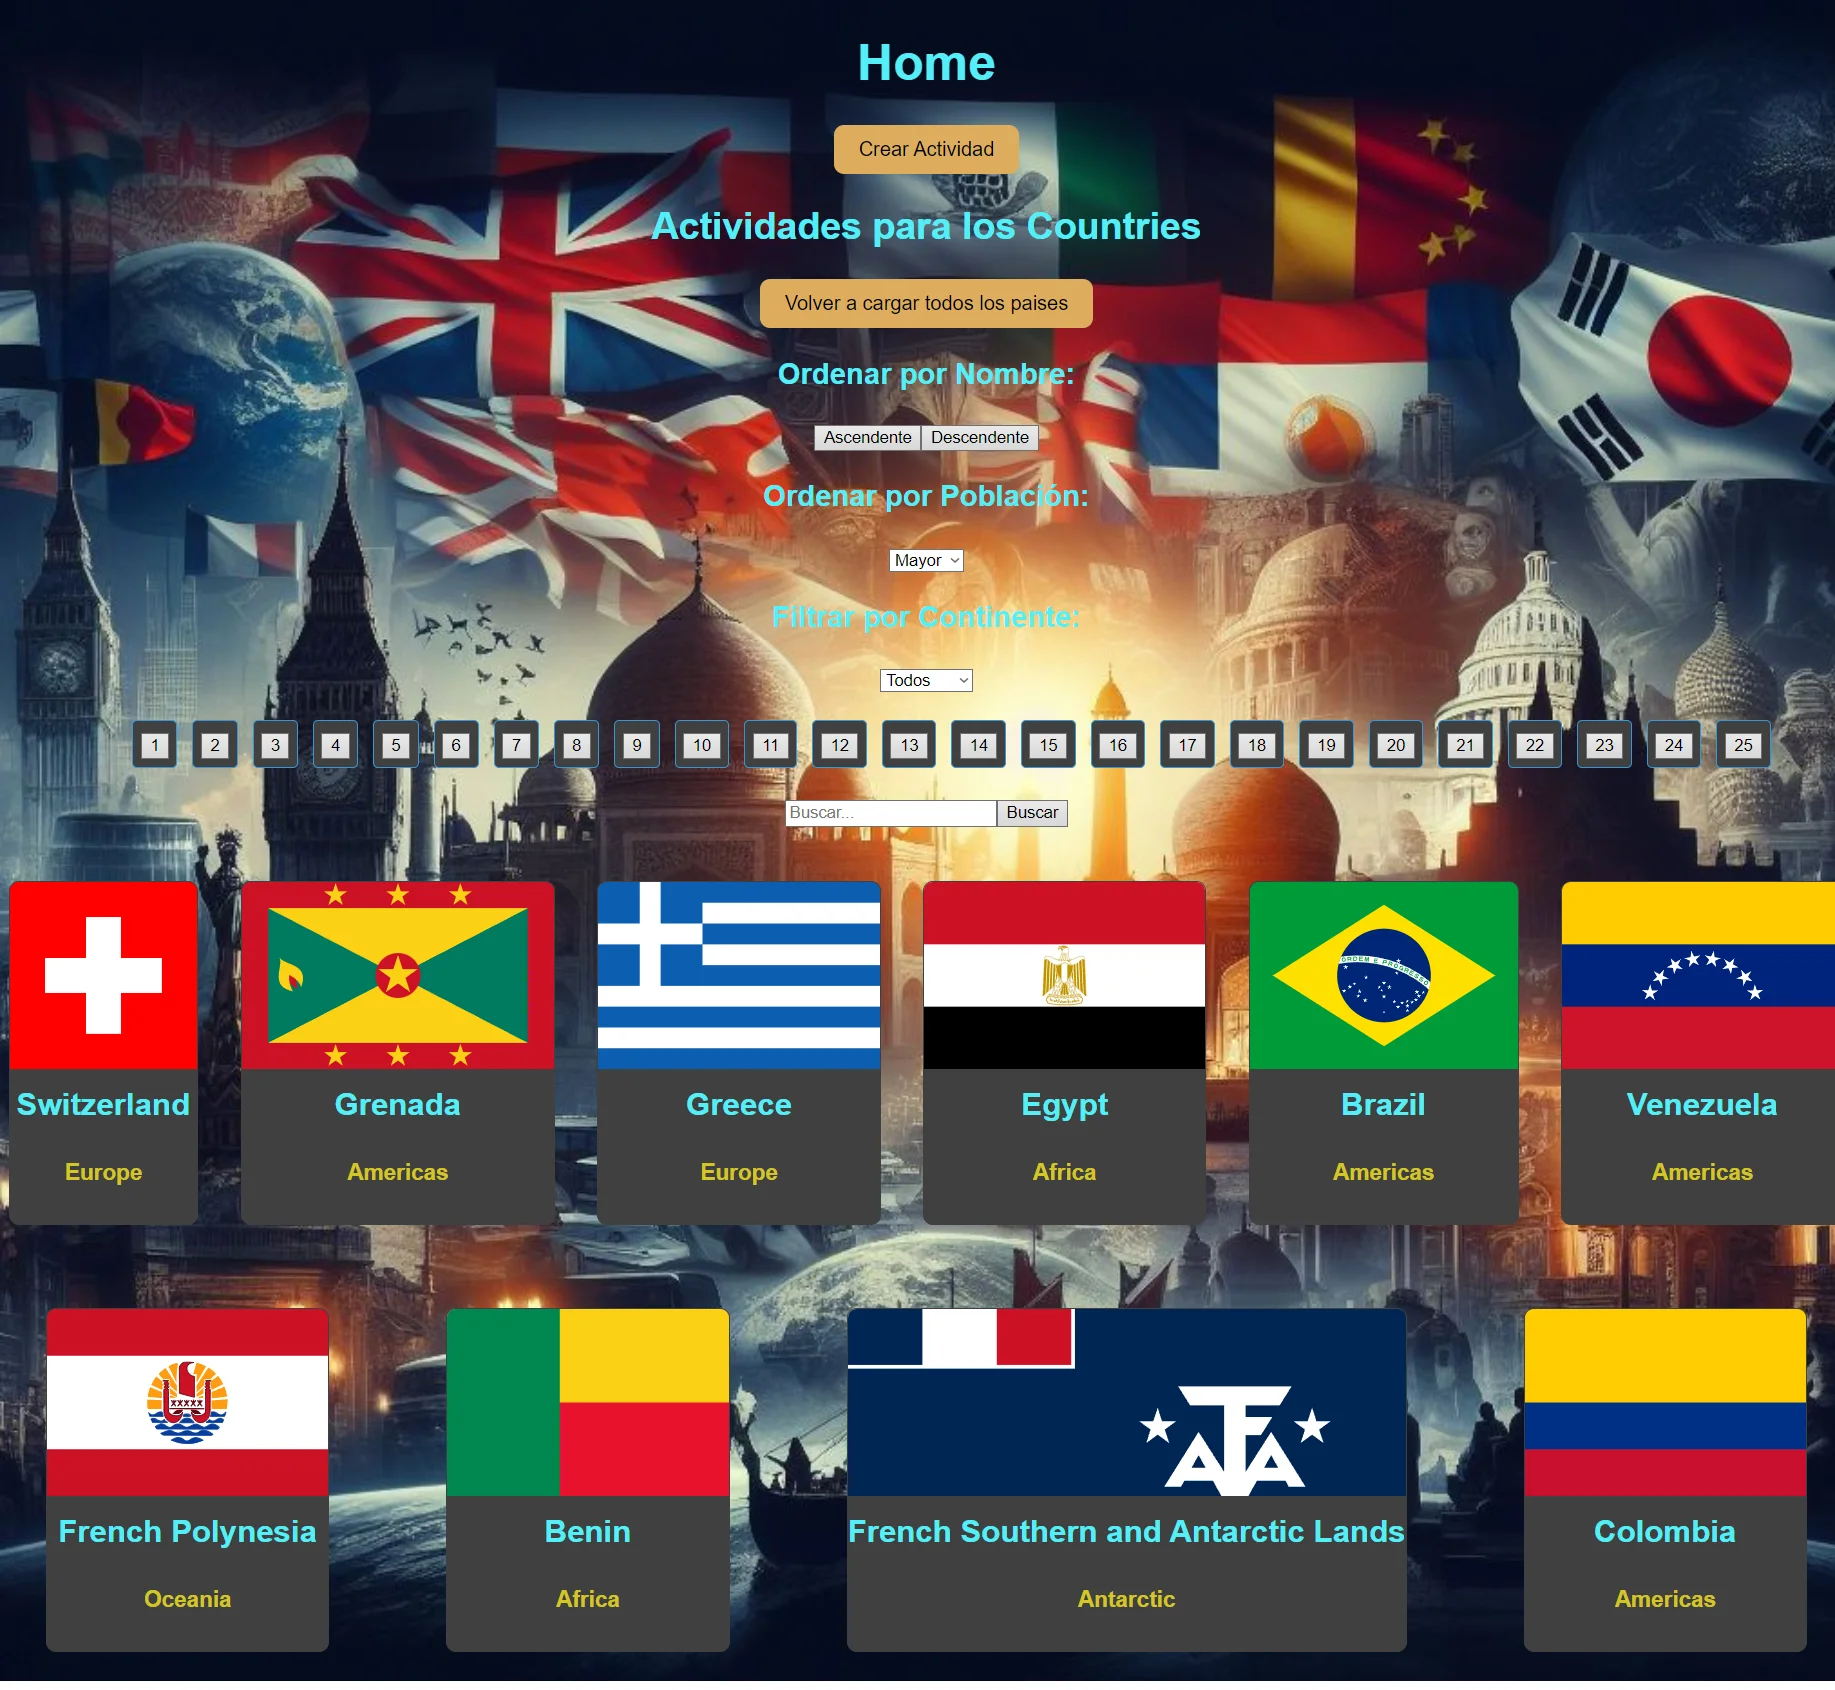 Home
Crear Actividad
Actividades para los Countries
Volver a cargar todos los paises
Ordenar por Nombre:
Ascendente Descendente
Ordenar por Población:
Mayor
Filtrar por Continente:
Todos
1 2 3 4 5 6 7 8 9 10 11 12 13 14 15 16 17 18 19 20 21 22 23 24 25
Buscar... Buscar
ORDEM E PROGRESSO
Switzerland Grenada Greece Egypt Brazil Venezuela
Europe Americas Europe Africa Americas Americas
French Polynesia Benin French Southern and Antarctic Lands Colombia
Oceania Africa Antarctic Americas